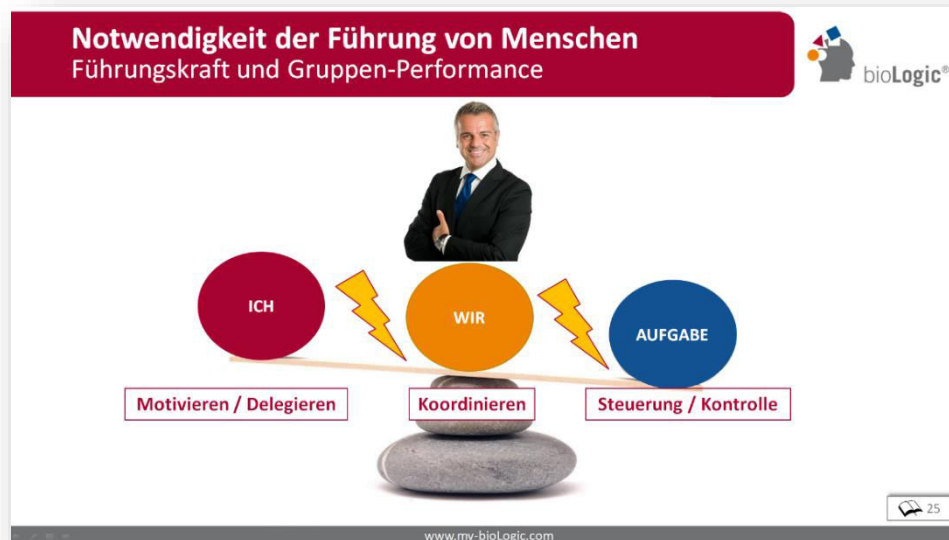 Notwendigkeit der Führung von Menschen
Führungskraft und Gruppen-Performance
bioLogic®
ICH
WIR
AUFGABE
Motivieren / Delegieren
Koordinieren
Steuerung / Kontrolle
25
www.my-bioLogic.com